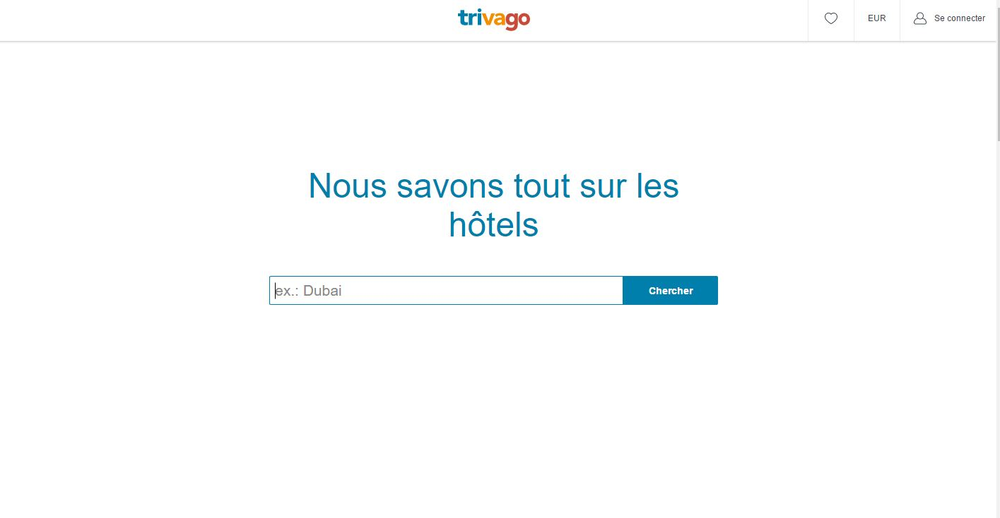 trivago
EUR
Se connecter
Nous savons tout sur les
hôtels
ex.: Dubai
Chercher